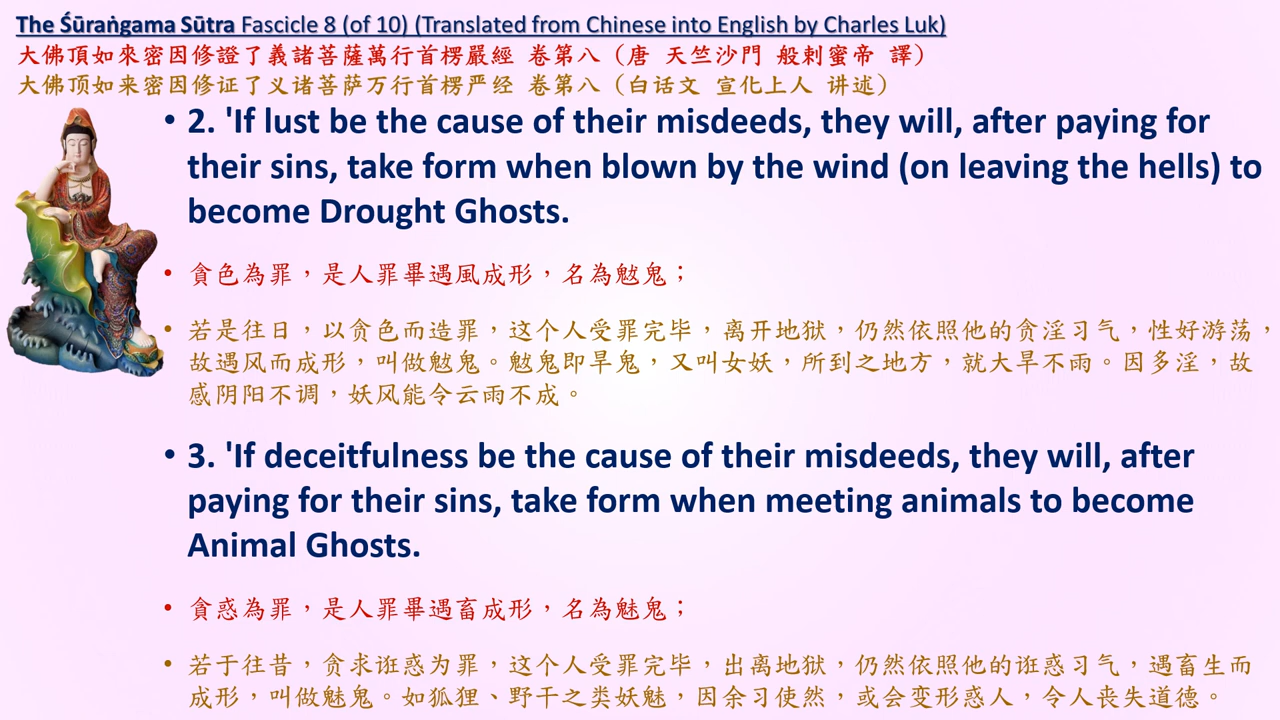 The Śūraṅgama Sūtra Fascicle 8 (of 10) (Translated from Chinese into English by Charles Luk)
大佛頂如來密因修證了義諸菩薩萬行首楞嚴經 卷第八（唐 天竺沙門 般剌蜜帝 譯）
大佛顶如来密因修证了义诸菩萨万行首楞严经 卷第八（白话文 宣化上人 讲述）
• 2. 'If lust be the cause of their misdeeds, they will, after paying for
their sins, take form when blown by the wind (on leaving the hells) to
become Drought Ghosts.
• 貪色為罪，是人罪畢遇風成形，名為魃鬼；
• 若是往日，以贪色而造罪，这个人受罪完毕，离开地狱，仍然依照他的贪淫习气，性好游荡，
故遇风而成形，叫做魃鬼。魃鬼即旱鬼，又叫女妖，所到之地方，就大旱不雨。因多淫，故
感阴阳不调，妖风能令云雨不成。
• 3. 'If deceitfulness be the cause of their misdeeds, they will, after
paying for their sins, take form when meeting animals to become
Animal Ghosts.
• 貪惑為罪，是人罪畢遇畜成形，名為魅鬼；
• 若于往昔，贪求诳惑为罪，这个人受罪完毕，出离地狱，仍然依照他的诳惑习气，遇畜生而
成形，叫做魅鬼。如狐狸、野干之类妖魅，因余习使然，或会变形惑人，令人丧失道德。